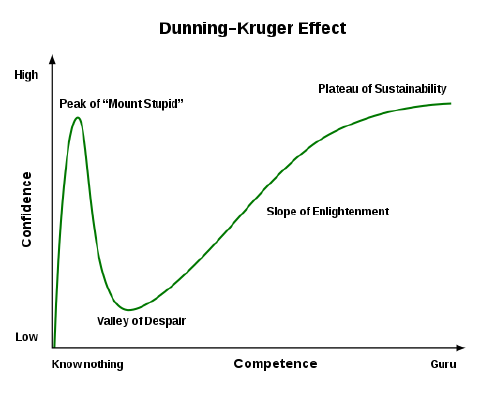 Dunning–Kruger Effect
High
Peak of “Mount Stupid”
Plateau of Sustainability
Confidence
Slope of Enlightenment
Valley of Despair
Low
Know nothing
Competence
Guru